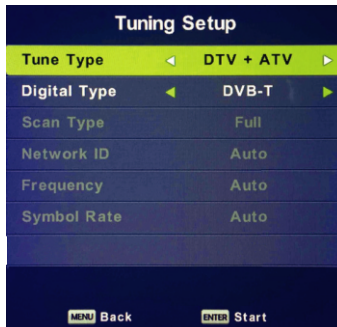 Tuning Setup
Tune Type DTV + ATV
Digital Type DVB-T
Scan Type Full
Network ID Auto
Frequency Auto
Symbol Rate Auto
MENU Back ENTER Start